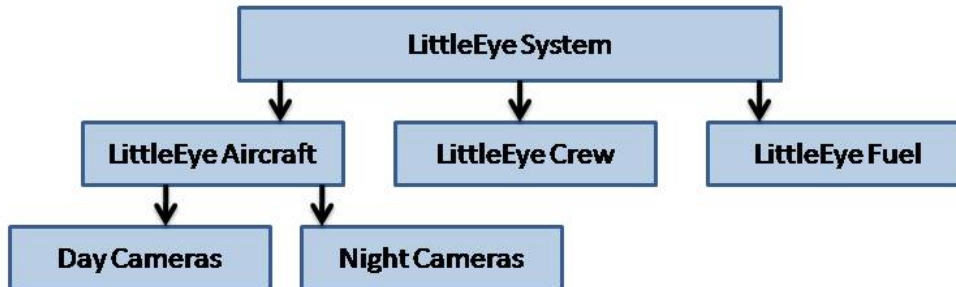 LittleEye System
LittleEye Aircraft
LittleEye Crew
LittleEye Fuel
Day Cameras
Night Cameras